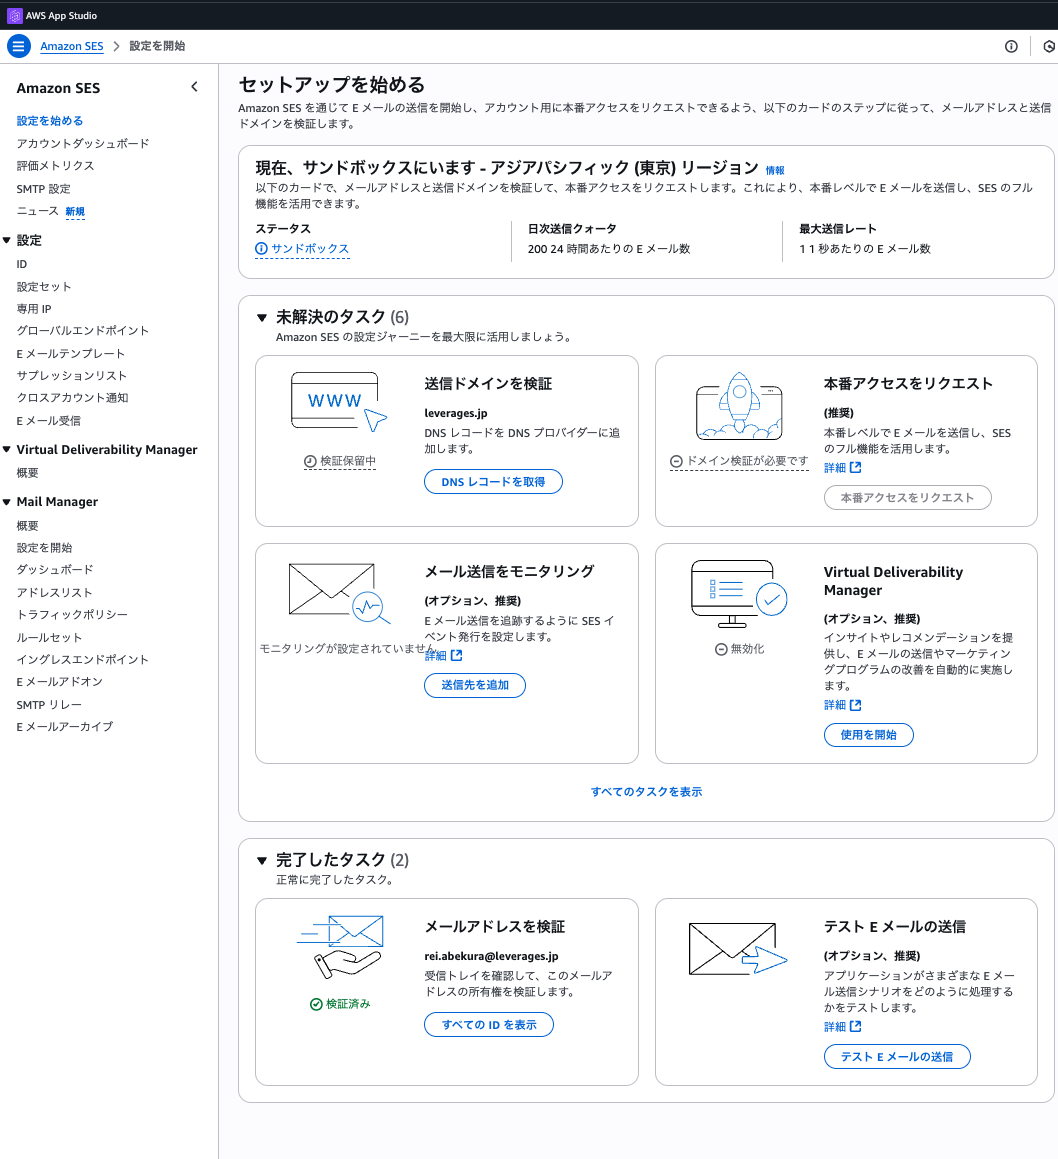 AWS App Studio
Amazon SES > 設定を開始
Amazon SES
設定を始める
アカウントダッシュボード
評価メトリクス
SMTP 設定
ニュース 新規
設定
ID
設定セット
専用 IP
グローバルエンドポイント
E メールテンプレート
サプレッションリスト
クロスアカウント通知
E メール受信
Virtual Deliverability Manager
概要
Mail Manager
概要
設定を開始
ダッシュボード
アドレスリスト
トラフィックポリシー
ルールセット
イングレスエンドポイント
E メールアドオン
SMTP リレー
E メールアーカイブ
セットアップを始める
Amazon SES を通じて E メールの送信を開始し、アカウント用に本番アクセスをリクエストできるよう、以下のカードのステップに従って、メールアドレスと送信
ドメインを検証します。
現在、サンドボックスにいます - アジアパシフィック (東京) リージョン 情報
以下のカードで、メールアドレスと送信ドメインを検証して、本番アクセスをリクエストします。これにより、本番レベルで E メールを送信し、SES のフル
機能を活用できます。
ステータス
サンドボックス
日次送信クォータ
200 24 時間あたりの E メール数
最大送信レート
1 1 秒あたりの E メール数
未解決のタスク (6)
Amazon SES の設定ジャーニーを最大限に活用しましょう。
WWW
検証保留中
送信ドメインを検証
leverages.jp
DNS レコードを DNS プロバイダーに追
加します。
DNS レコードを取得
ドメイン検証が必要です
本番アクセスをリクエスト
(推奨)
本番レベルで E メールを送信し、SES
のフル機能を活用します。
詳細
本番アクセスをリクエスト
モニタリングが設定されていません。
メール送信をモニタリング
(オプション、推奨)
E メール送信を追跡するように SES イ
ベント発行を設定します。
詳細
送信先を追加
無効化
Virtual Deliverability
Manager
(オプション、推奨)
インサイトやレコメンデーションを提
供し、E メールの送信やマーケティン
グプログラムの改善を自動的に実施し
ます。
詳細
使用を開始
すべてのタスクを表示
完了したタスク (2)
正常に完了したタスク。
検証済み
メールアドレスを検証
rei.abekura@leverages.jp
受信トレイを確認して、このメールア
ドレスの所有権を検証します。
すべての ID を表示
テスト E メールの送信
(オプション、推奨)
アプリケーションがさまざまな E メー
ル送信シナリオをどのように処理する
かをテストします。
詳細
テスト E メールの送信